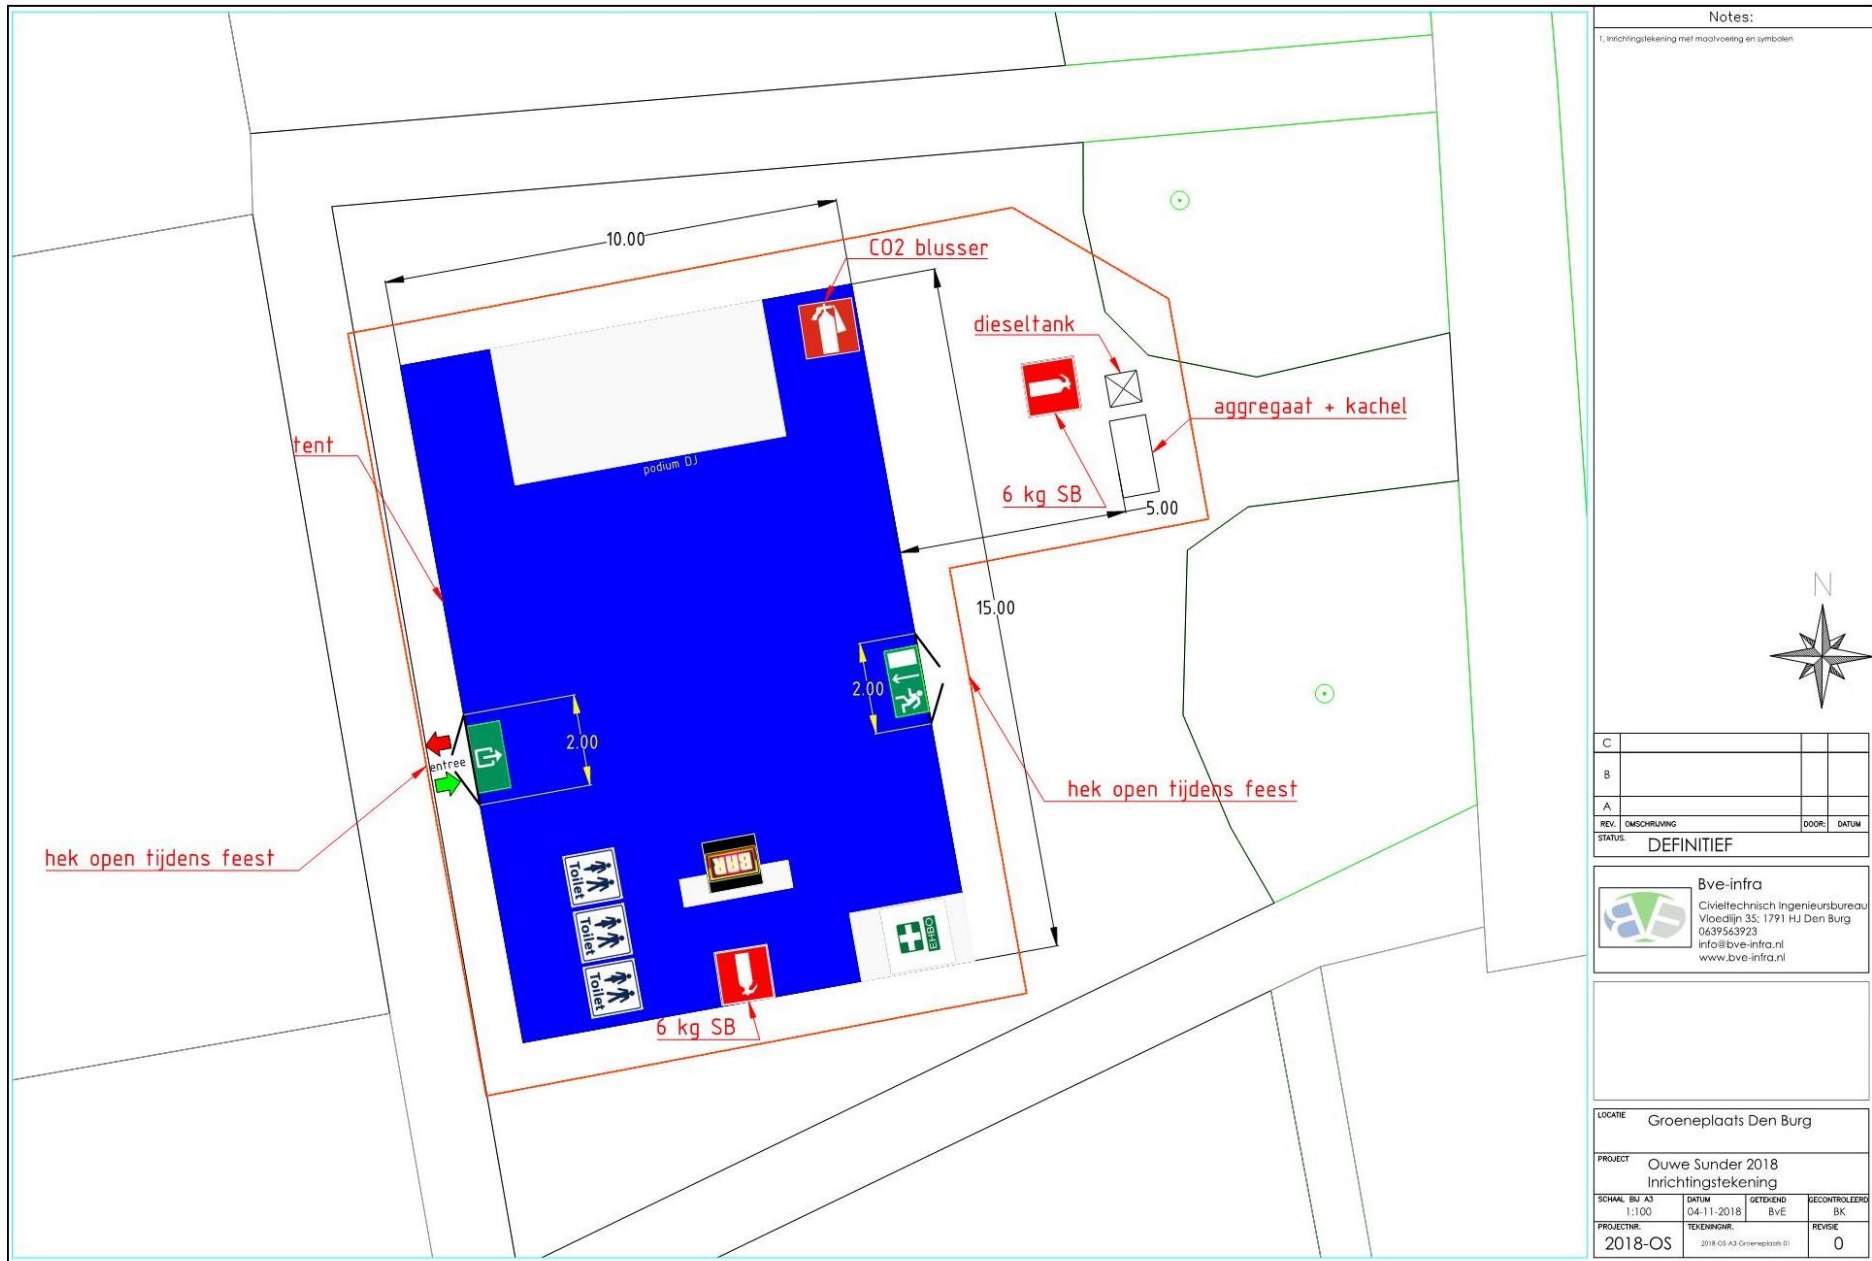 Notes:
1. Inrichtingstekening met maatvoering en symbolen
10.00
CO2 blusser
dieseltank
aggregaat + kachel
tent
podium DJ
6 kg SB
5.00
15.00
N
2.00
2.00
entree
hek open tijdens feest
hek open tijdens feest
BAR
Toilet
Toilet
Toilet
EHBO
6 kg SB
C
B
A
REV. OMSCHRIJVING DOOR: DATUM
STATUS: DEFINITIEF
Bve-infra
Civieltechnisch Ingenieursbureau
Vloedlijn 35; 1791 HJ Den Burg
0639563923
info@bve-infra.nl
www.bve-infra.nl
LOCATIE Groeneplaats Den Burg
PROJECT Ouwe Sunder 2018
Inrichtingstekening
SCHAAL BIJ A3 DATUM GETEKEND GECONTROLEERD
1:100 04-11-2018 BvE BK
PROJECTNR. TEKENINGNR. REVISIE
2018-OS 2018-OS-A3-Groeneplaats 01 0